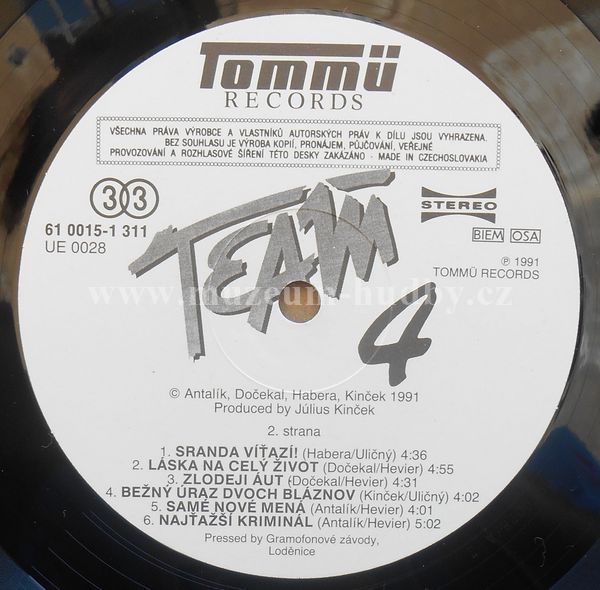 Tommü
RECORDS
VŠECHNA PRÁVA VÝROBCE A VLASTNÍKŮ AUTORSKÝCH PRÁV K DÍLU JSOU VYHRAZENA.
BEZ SOUHLASU JE VÝROBA KOPIÍ, PRONÁJEM, PŮJČOVÁNÍ, VEŘEJNÉ
PROVOZOVÁNÍ A ROZHLASOVÉ ŠÍŘENÍ TÉTO DESKY ZAKÁZÁNO · MADE IN CZECHOSLOVAKIA
33
61 0015-1 311
UE 0028
STEREO
BIEM OSA
℗ 1991
TOMMÜ RECORDS
TEAM
4
www.muzeum-hudby.cz
© Antalík, Dočekal, Habera, Kinček 1991
Produced by Július Kinček
2. strana
1. SRANDA VÍŤAZÍ! (Habera/Uličný) 4:36
2. LÁSKA NA CELÝ ŽIVOT (Dočekal/Hevier) 4:55
3. ZLODEJI ÁUT (Dočekal/Hevier) 4:31
4. BEŽNÝ ÚRAZ DVOCH BLÁZNOV (Kinček/Uličný) 4:02
5. SAMÉ NOVÉ MENÁ (Antalík/Hevier) 4:01
6. NAJŤAŽŠÍ KRIMINÁL (Antalík/Hevier) 5:02
Pressed by Gramofonové závody,
Loděnice